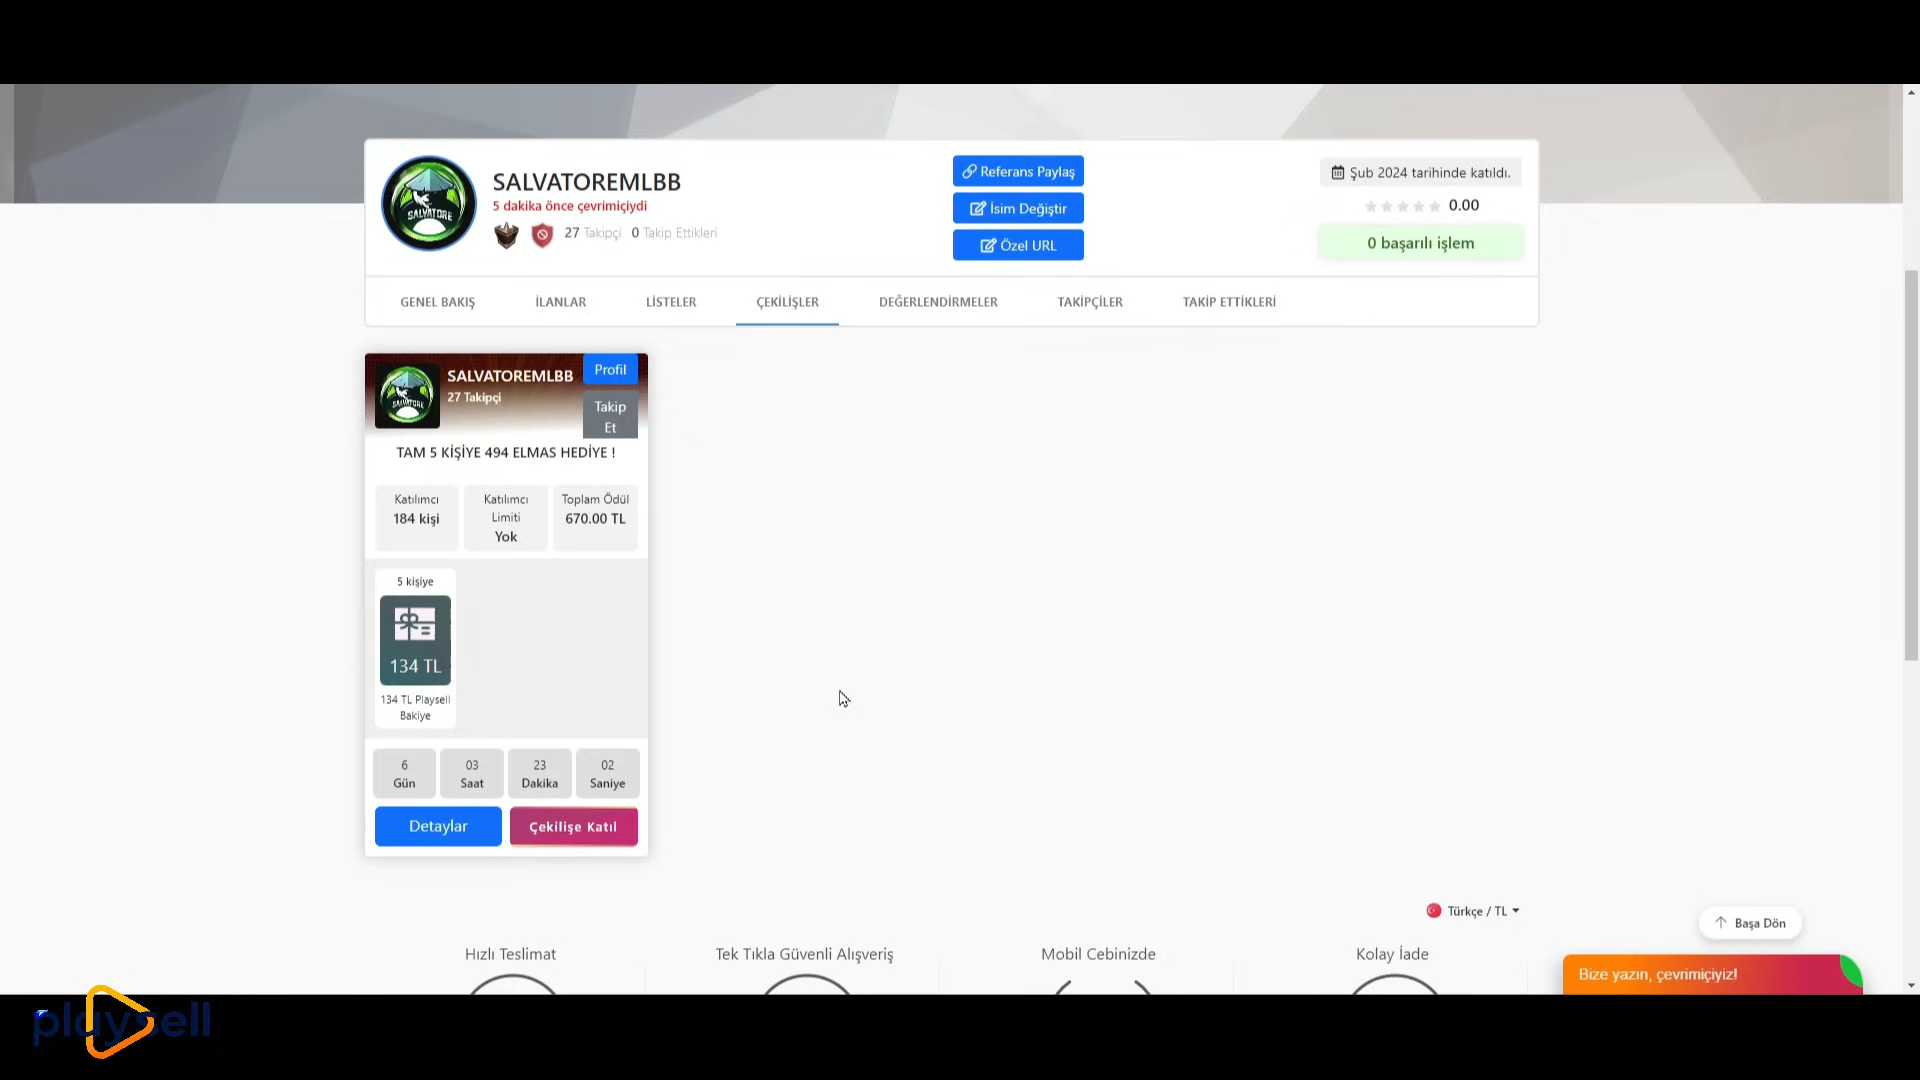 SALVATOREMLBB
5 dakika önce çevrimiçiydi
27 Takipçi 0 Takip Ettikleri
SALVATORE
Referans Paylaş
İsim Değiştir
Özel URL
Şub 2024 tarihinde katıldı.
0.00
0 başarılı işlem
GENEL BAKIŞ İLANLAR LİSTELER ÇEKİLİŞLER DEĞERLENDİRMELER TAKİPÇİLER TAKİP ETTİKLERİ
SALVATOREMLBB
27 Takipçi
SALVATORE
Profil
Takip
Et
TAM 5 KİŞİYE 494 ELMAS HEDİYE !
Katılımcı
184 kişi
Katılımcı
Limiti
Yok
Toplam Ödül
670.00 TL
5 kişiye
134 TL
134 TL Playsell
Bakiye
6 03 23 02
Gün Saat Dakika Saniye
Detaylar Çekilişe Katıl
Türkçe / TL
Başa Dön
Hızlı Teslimat Tek Tıkla Güvenli Alışveriş Mobil Cebinizde Kolay İade
Bize yazın, çevrimiçiyiz!
playsell